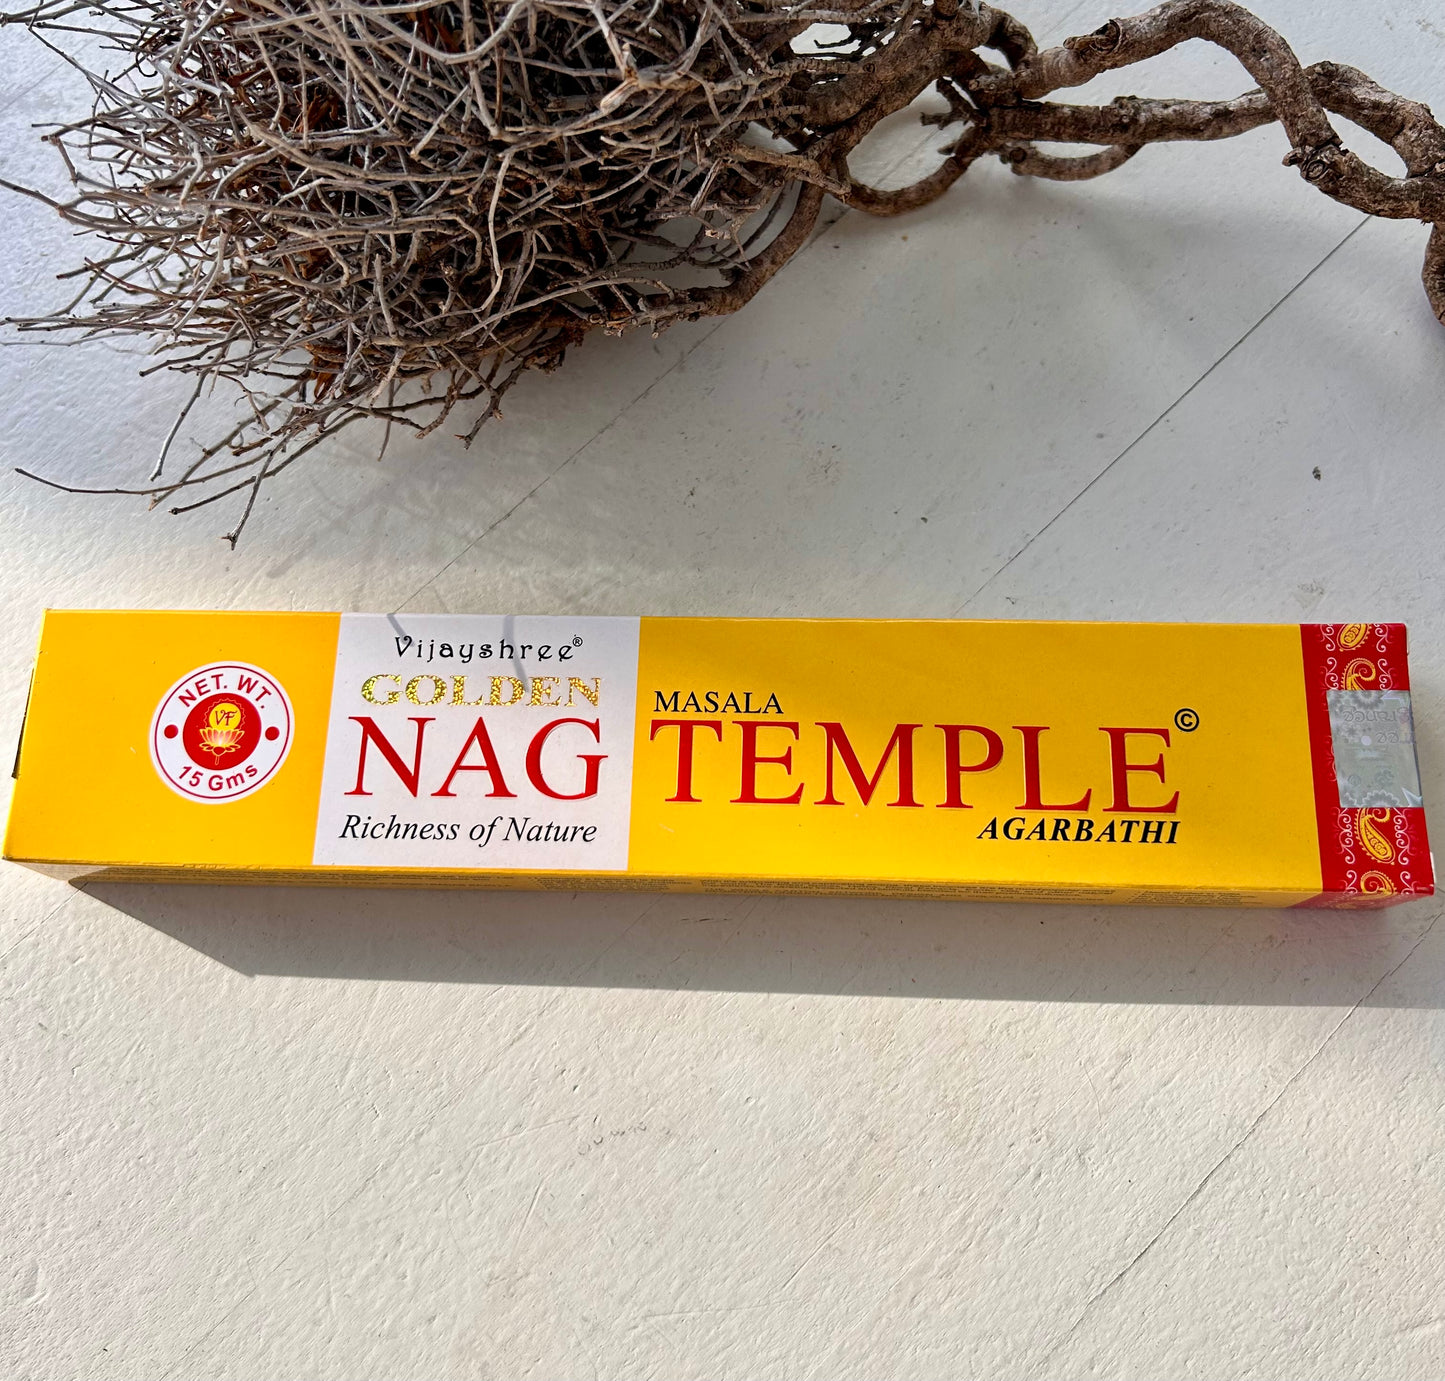 NET. WT.
VF
15 Gms
Vijayshree®
GOLDEN
NAG
Richness of Nature
MASALA
TEMPLE©
AGARBATHI